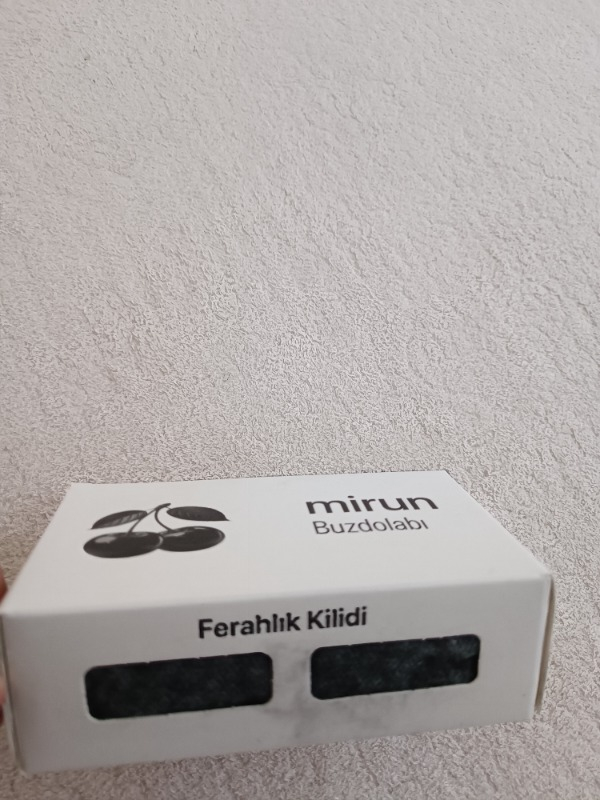 mirun
Buzdolabı
Ferahlık Kilidi